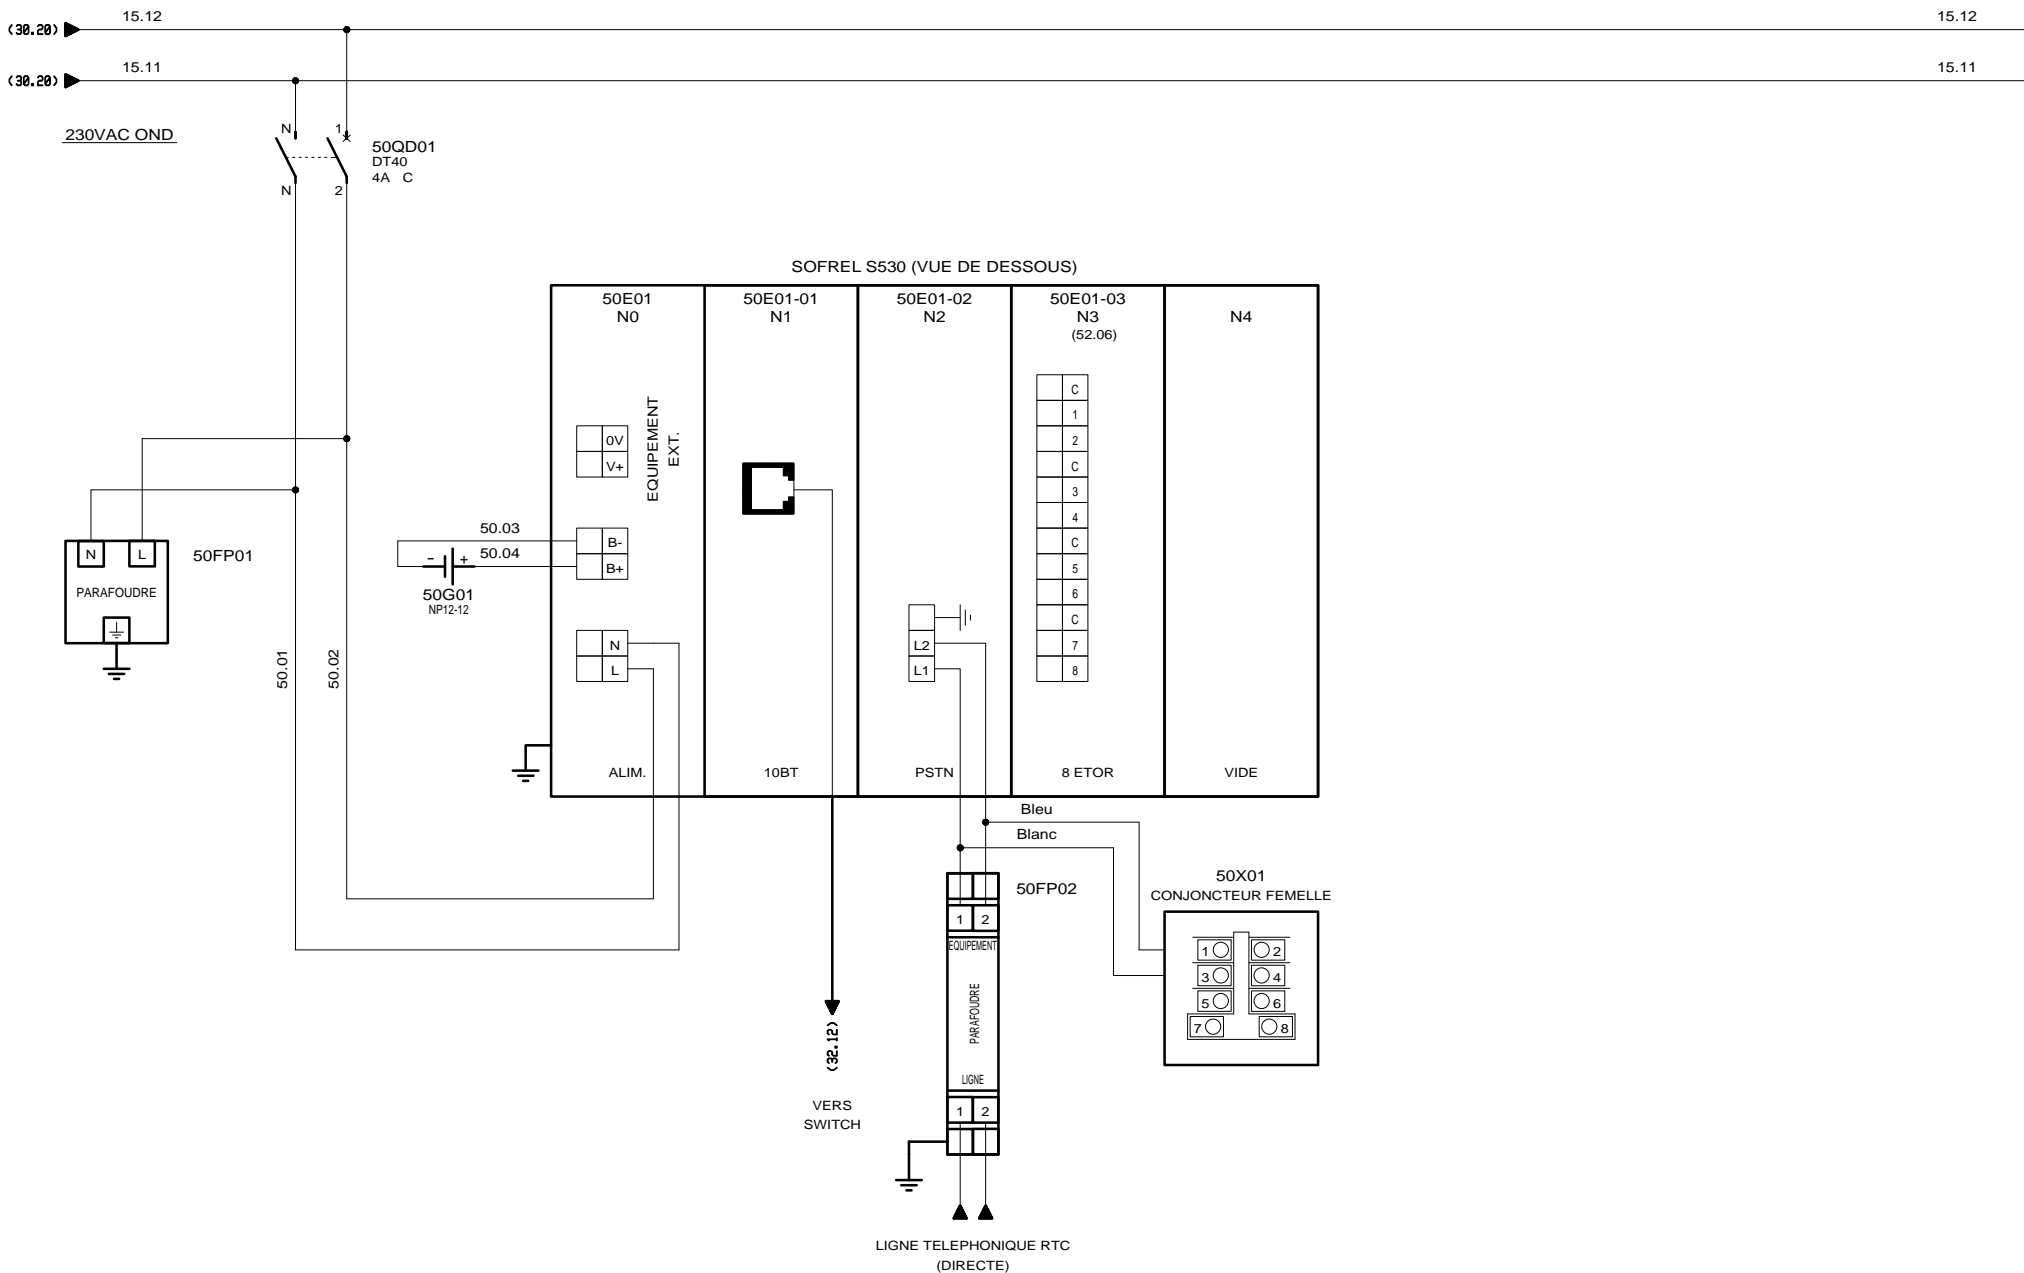 15.12
15.12
(30.20)
15.11
15.11
(30.20)
230VAC OND
N
1
50QD01
DT40
4A C
N
2
SOFREL S530 (VUE DE DESSOUS)
50E01
N0
50E01-01
N1
50E01-02
N2
50E01-03
N3
(52.06)
N4
EQUIPEMENT
EXT.
0V
V+
50.03
B-
50.04
B+
-
+
50G01
NP12-12
N
L
C
1
2
C
3
4
C
5
6
C
7
8
L2
L1
N
L
50FP01
PARAFOUDRE
50.01
50.02
ALIM.
10BT
PSTN
8 ETOR
VIDE
Bleu
Blanc
50FP02
1
2
EQUIPEMENT
PARAFOUDRE
LIGNE
1
2
50X01
CONJONCTEUR FEMELLE
1
2
3
4
5
6
7
8
(32.12)
VERS
SWITCH
LIGNE TELEPHONIQUE RTC
(DIRECTE)